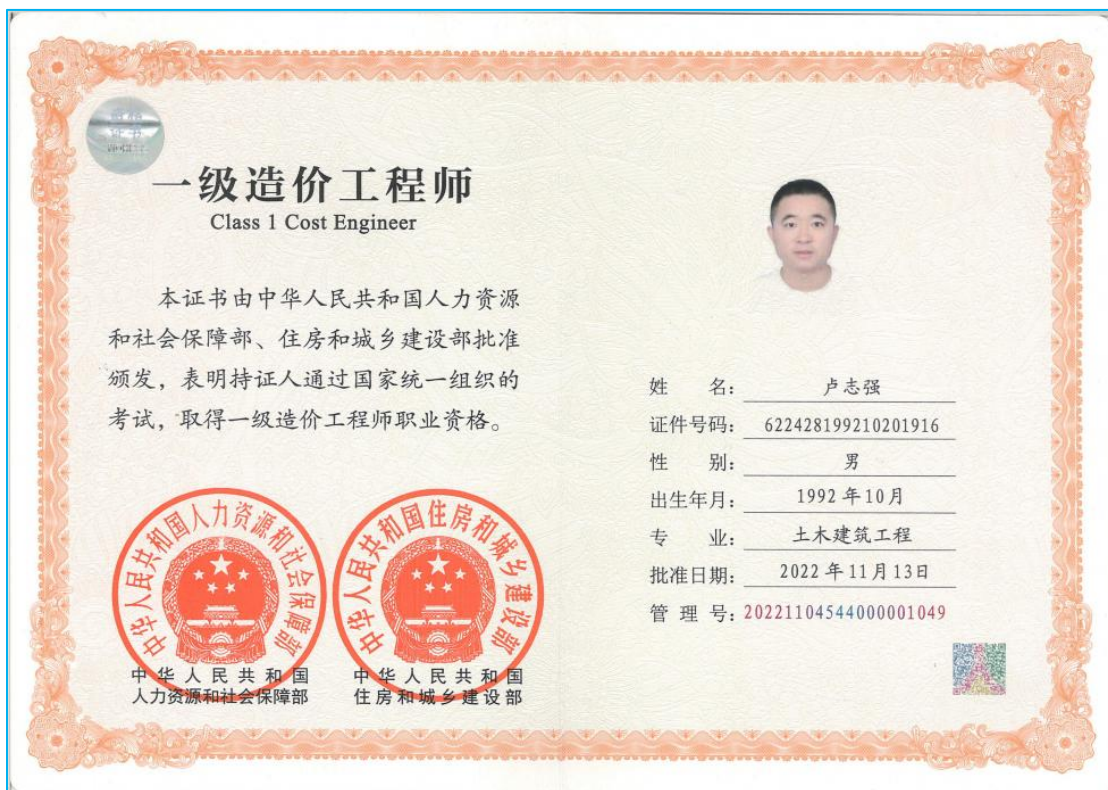 一级造价工程师
Class 1 Cost Engineer
本证书由中华人民共和国人力资源
和社会保障部、住房和城乡建设部批准
颁发，表明持证人通过国家统一组织的
考试，取得一级造价工程师职业资格。
中华人民共和国人力资源和社会保障部
中华人民共和国住房和城乡建设部
中华人民共和国
人力资源和社会保障部
中华人民共和国
住房和城乡建设部
姓名：卢志强
证件号码：622428199210201916
性别：男
出生年月：1992年10月
专业：土木建筑工程
批准日期：2022年11月13日
管理号：20221104544000001049